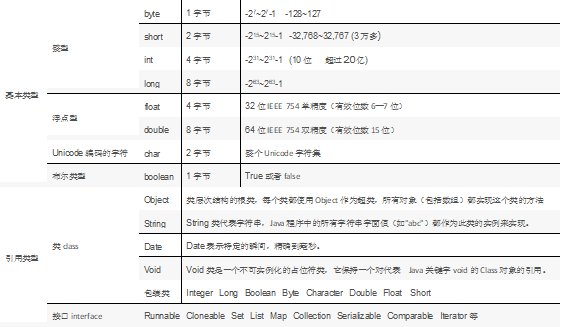 byte 1 字节 -2^7~2^7-1 -128~127
short 2 字节 -2^15~2^15-1 -32,768~32,767 (3 万多)
整型
int 4 字节 -2^31~2^31-1 (10 位 超过 20 亿)
long 8 字节 -2^63~2^63-1
基本类型
float 4 字节 32 位 IEEE 754 单精度（有效位数 6—7 位）
浮点型
double 8 字节 64 位 IEEE 754 双精度（有效位数 15 位）
Unicode 编码的字符 char 2 字节 整个 Unicode 字符集
布尔类型 boolean 1 字节 True 或者 false
Object 类层次结构的根类，每个类都使用 Object 作为超类，所有对象（包括数组）都实现这个类的方法
String String 类代表字符串，Java 程序中的所有字符串字面值（如"abc"）都作为此类的实例来实现。
类 class Date Date 表示特定的瞬间，精确到毫秒。
引用类型
Void Void 类是一个不可实例化的占位符类，它保持一个对代表 Java 关键字 void 的 Class 对象的引用。
包装类 Integer Long Boolean Byte Character Double Float Short
接口 interface Runnable Cloneable Set List Map Collection Serializable Comparable Iterator 等